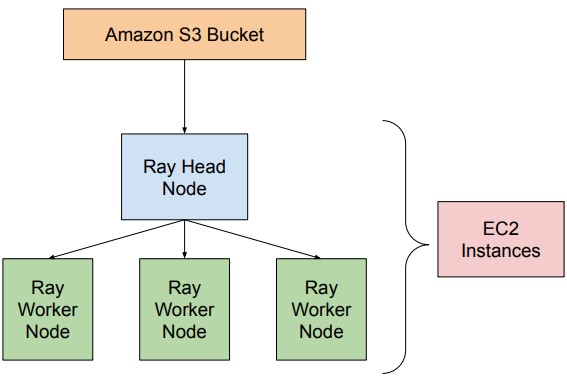 Amazon S3 Bucket
Ray Head
Node
EC2
Instances
Ray
Worker
Node
Ray
Worker
Node
Ray
Worker
Node